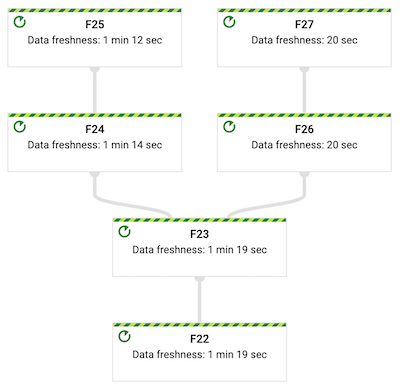 F25
Data freshness: 1 min 12 sec
F27
Data freshness: 20 sec
F24
Data freshness: 1 min 14 sec
F26
Data freshness: 20 sec
F23
Data freshness: 1 min 19 sec
F22
Data freshness: 1 min 19 sec